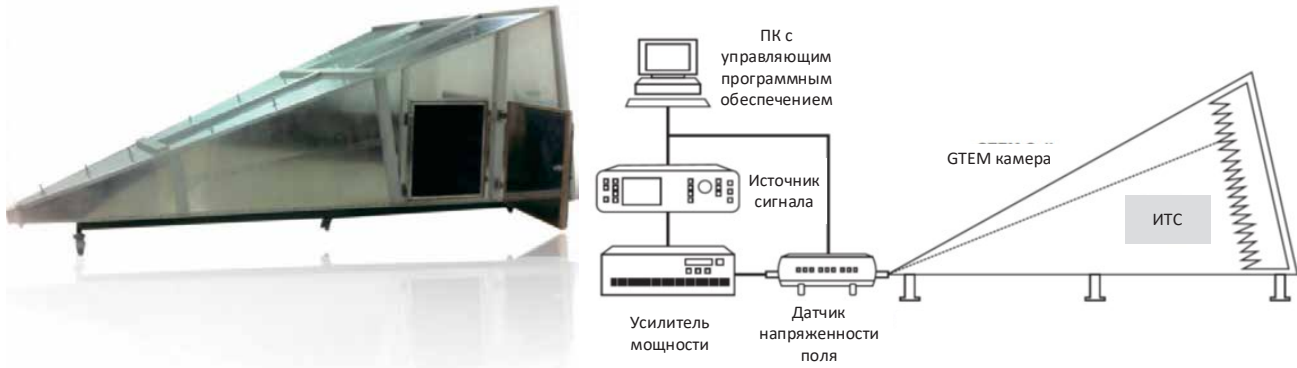 ПК с
управляющим
программным
обеспечением
Источник
сигнала
Усилитель
мощности
Датчик
напряженности
поля
GTEM камера
ИТС